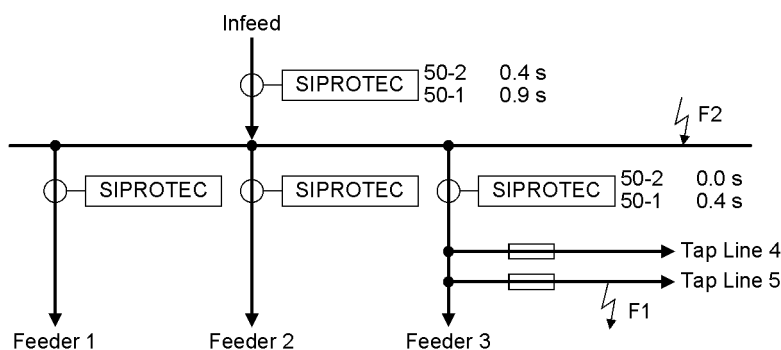 Infeed
SIPROTEC
50-2 0.4 s
50-1 0.9 s
F2
SIPROTEC
SIPROTEC
SIPROTEC
50-2 0.0 s
50-1 0.4 s
Tap Line 4
Tap Line 5
F1
Feeder 1
Feeder 2
Feeder 3